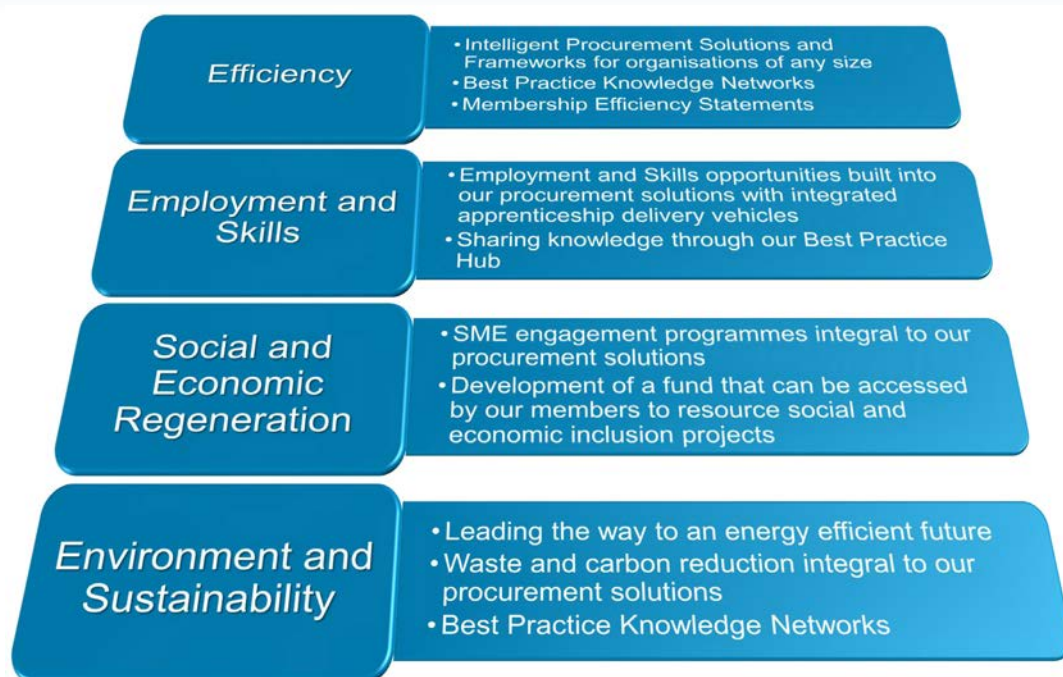 Efficiency
• Intelligent Procurement Solutions and
Frameworks for organisations of any size
• Best Practice Knowledge Networks
• Membership Efficiency Statements
Employment and
Skills
• Employment and Skills opportunities built into
our procurement solutions with integrated
apprenticeship delivery vehicles
• Sharing knowledge through our Best Practice
Hub
Social and
Economic
Regeneration
• SME engagement programmes integral to our
procurement solutions
• Development of a fund that can be accessed
by our members to resource social and
economic inclusion projects
Environment and
Sustainability
• Leading the way to an energy efficient future
• Waste and carbon reduction integral to our
procurement solutions
• Best Practice Knowledge Networks